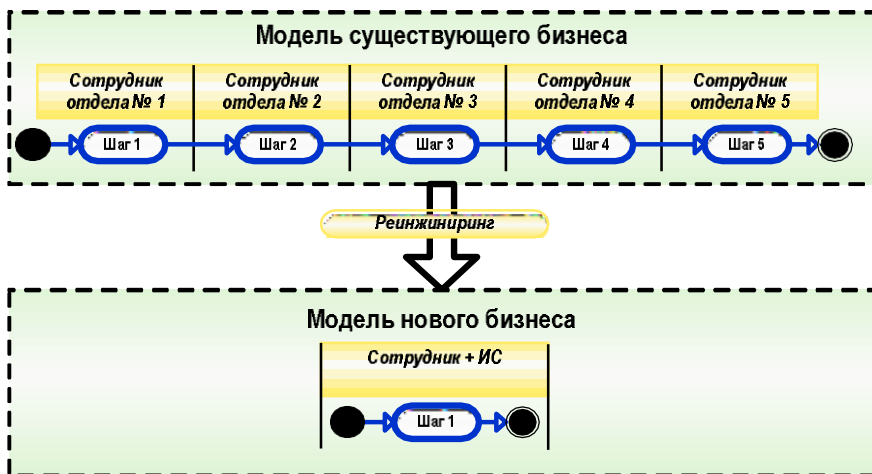 Модель существующего бизнеса
Сотрудник отдела № 1
Сотрудник отдела № 2
Сотрудник отдела № 3
Сотрудник отдела № 4
Сотрудник отдела № 5
Шаг 1
Шаг 2
Шаг 3
Шаг 4
Шаг 5
Реинжиниринг
Модель нового бизнеса
Сотрудник + ИС
Шаг 1